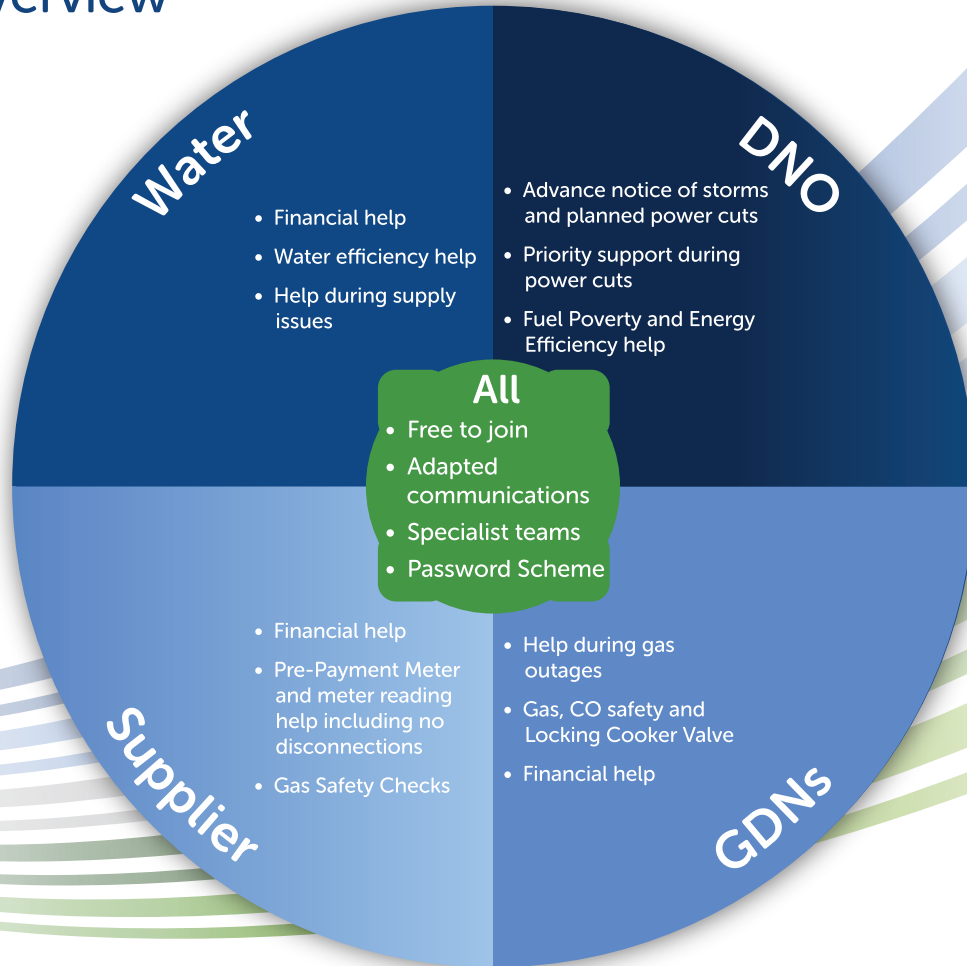 Water
• Financial help
• Water efficiency help
• Help during supply
issues
DNO
• Advance notice of storms
and planned power cuts
• Priority support during
power cuts
• Fuel Poverty and Energy
Efficiency help
All
• Free to join
• Adapted
communications
• Specialist teams
• Password Scheme
Supplier
• Financial help
• Pre-Payment Meter
and meter reading
help including no
disconnections
• Gas Safety Checks
GDNs
• Help during gas
outages
• Gas, CO safety and
Locking Cooker Valve
• Financial help